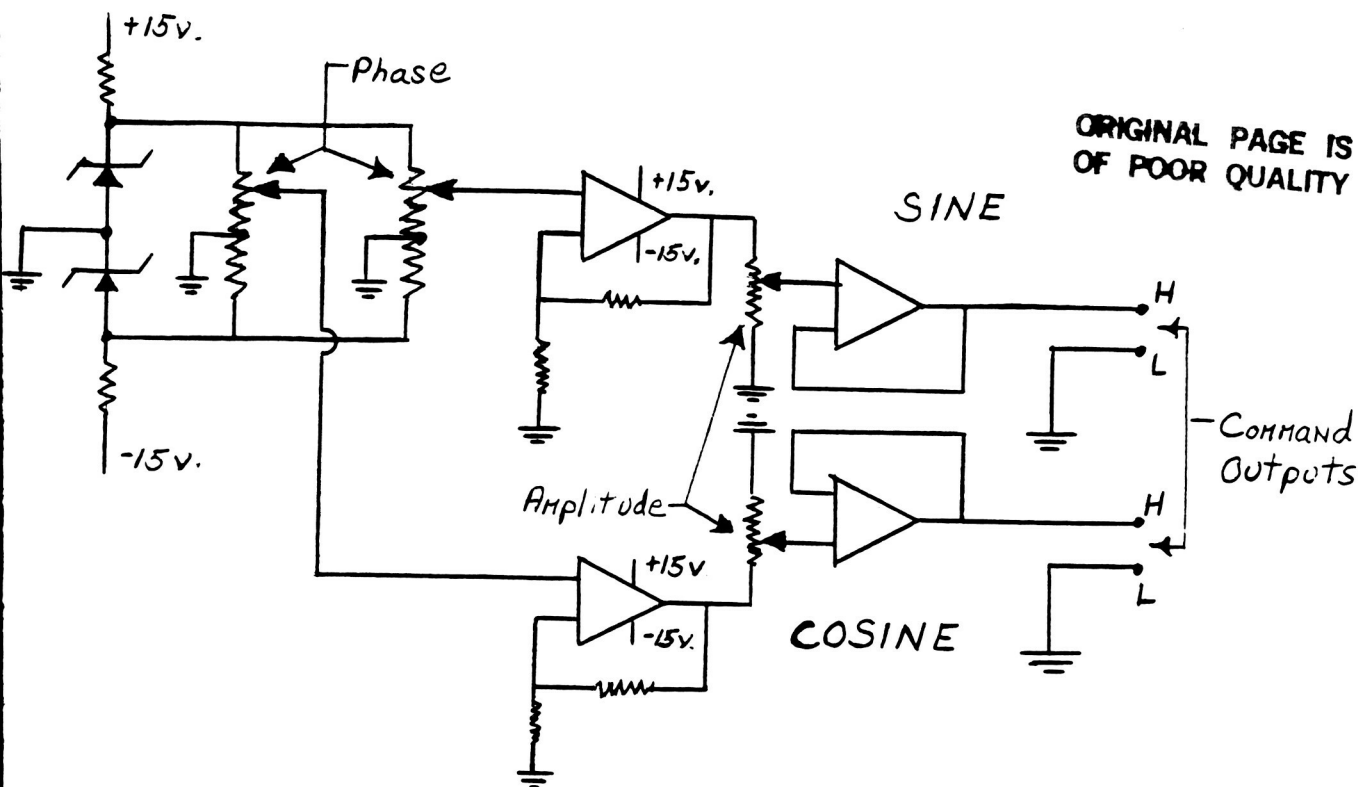 +15v.
Phase
ORIGINAL PAGE IS
OF POOR QUALITY
+15v.
-15v.
SINE
H
L
-15v.
Command
Outputs
Amplitude
H
L
+15v
-15v.
COSINE